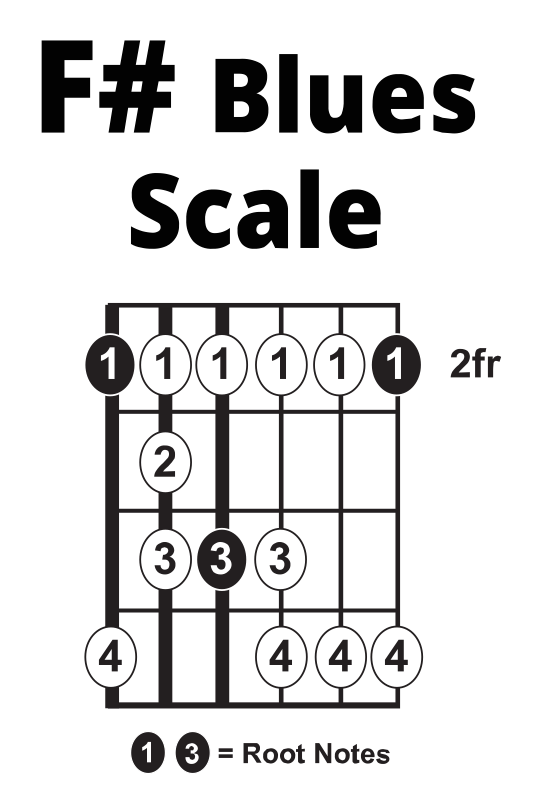 F# Blues
Scale
1 1 1 1 1 1 2fr
2
3 3 3
4 4 4 4
1 3 = Root Notes